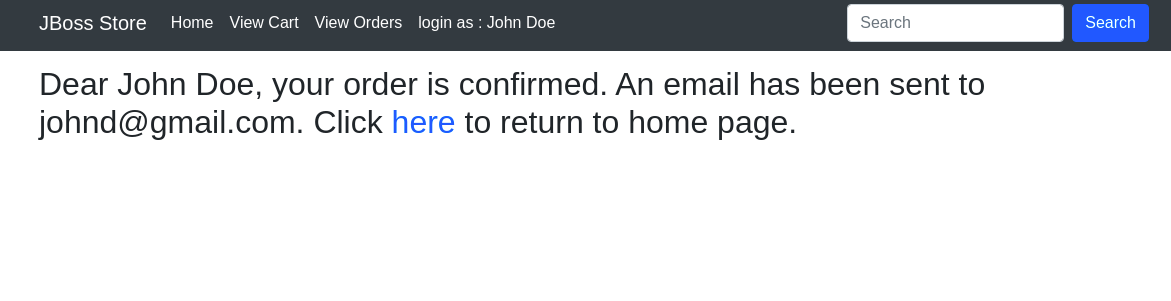 JBoss Store Home View Cart View Orders login as : John Doe Search Search
Dear John Doe, your order is confirmed. An email has been sent to
johnd@gmail.com. Click here to return to home page.